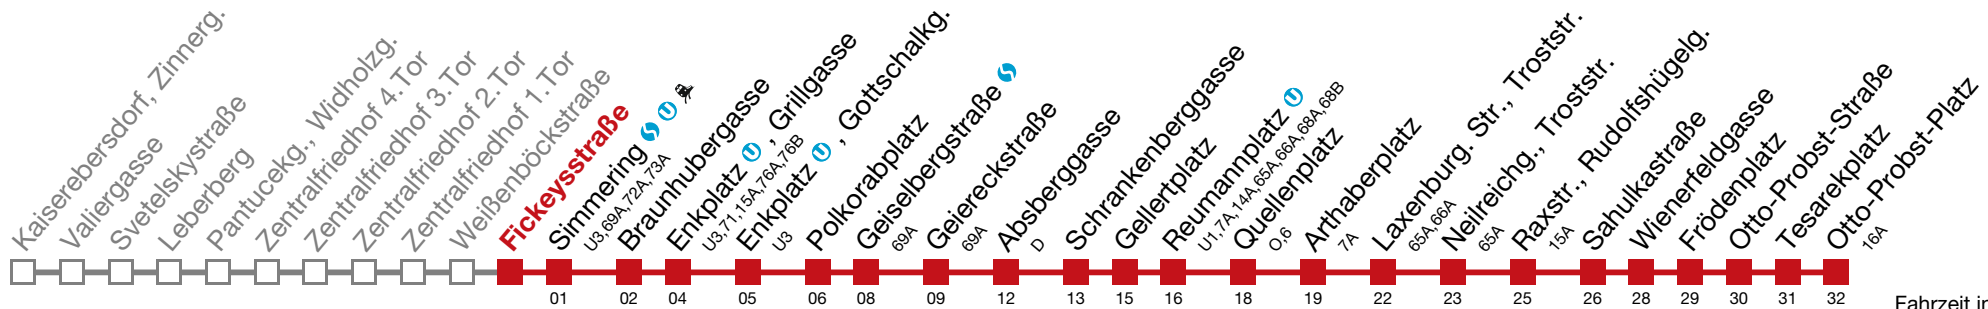 Kaiserebersdorf, Zinnerg.
Valiergasse
Svetelskystraße
Leberberg
Pantucekg., Widholzg.
Zentralfriedhof 4.Tor
Zentralfriedhof 3.Tor
Zentralfriedhof 2.Tor
Zentralfriedhof 1.Tor
Weißenböckstraße
Fickeysstraße
Simmering S U
U3,69A,72A,73A
01
Braunhubergasse
02
Enkplatz U , Grillgasse
U3,71,15A,76A,76B
04
Enkplatz U , Gottschalkg.
U3
05
Polkorabplatz
06
Geiselbergstraße S
69A
08
Geiereckstraße
69A
09
Absberggasse
D
12
Schrankenberggasse
13
Gellertplatz
15
Reumannplatz U
U1,7A,14A,65A,66A,68A,68B
16
Quellenplatz
O,6
18
Arthaberplatz
7A
19
Laxenburg. Str., Troststr.
65A,66A
22
Neilreichg., Troststr.
65A
23
Raxstr., Rudolfshügelg.
15A
25
Sahulkastraße
26
Wienerfeldgasse
28
Frödenplatz
29
Otto-Probst-Straße
30
Tesarekplatz
31
Otto-Probst-Platz
16A
32
Fahrzeit